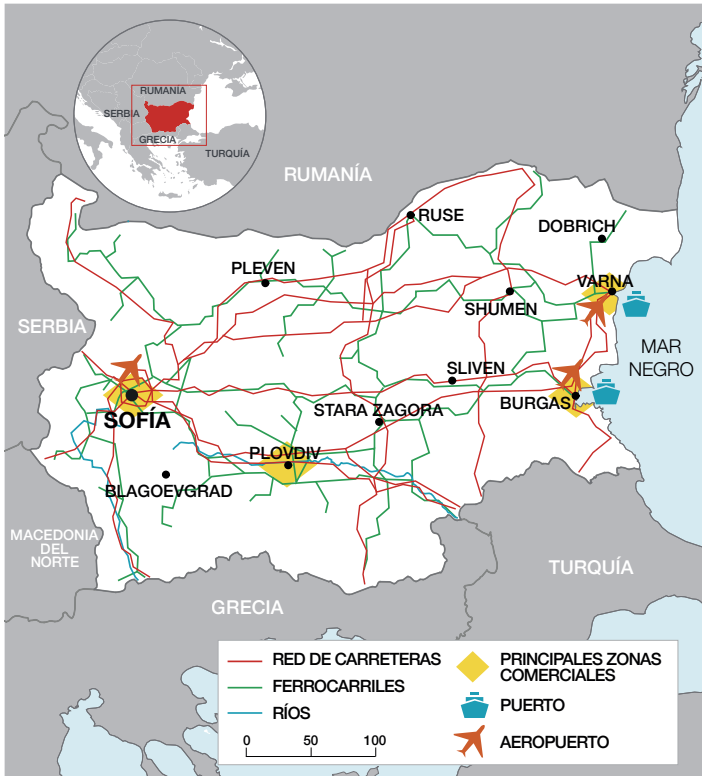 RUMANÍA
SERBIA
GRECIA
TURQUÍA
RUMANÍA
RUSE
DOBRICH
PLEVEN
VARNA
SHUMEN
SERBIA
MAR
NEGRO
SLIVEN
BURGAS
SOFÍA
STARA ZAGORA
PLOVDIV
BLAGOEVGRAD
MACEDONIA
DEL
NORTE
TURQUÍA
GRECIA
RED DE CARRETERAS
FERROCARRILES
RÍOS
0 50 100
PRINCIPALES ZONAS
COMERCIALES
PUERTO
AEROPUERTO